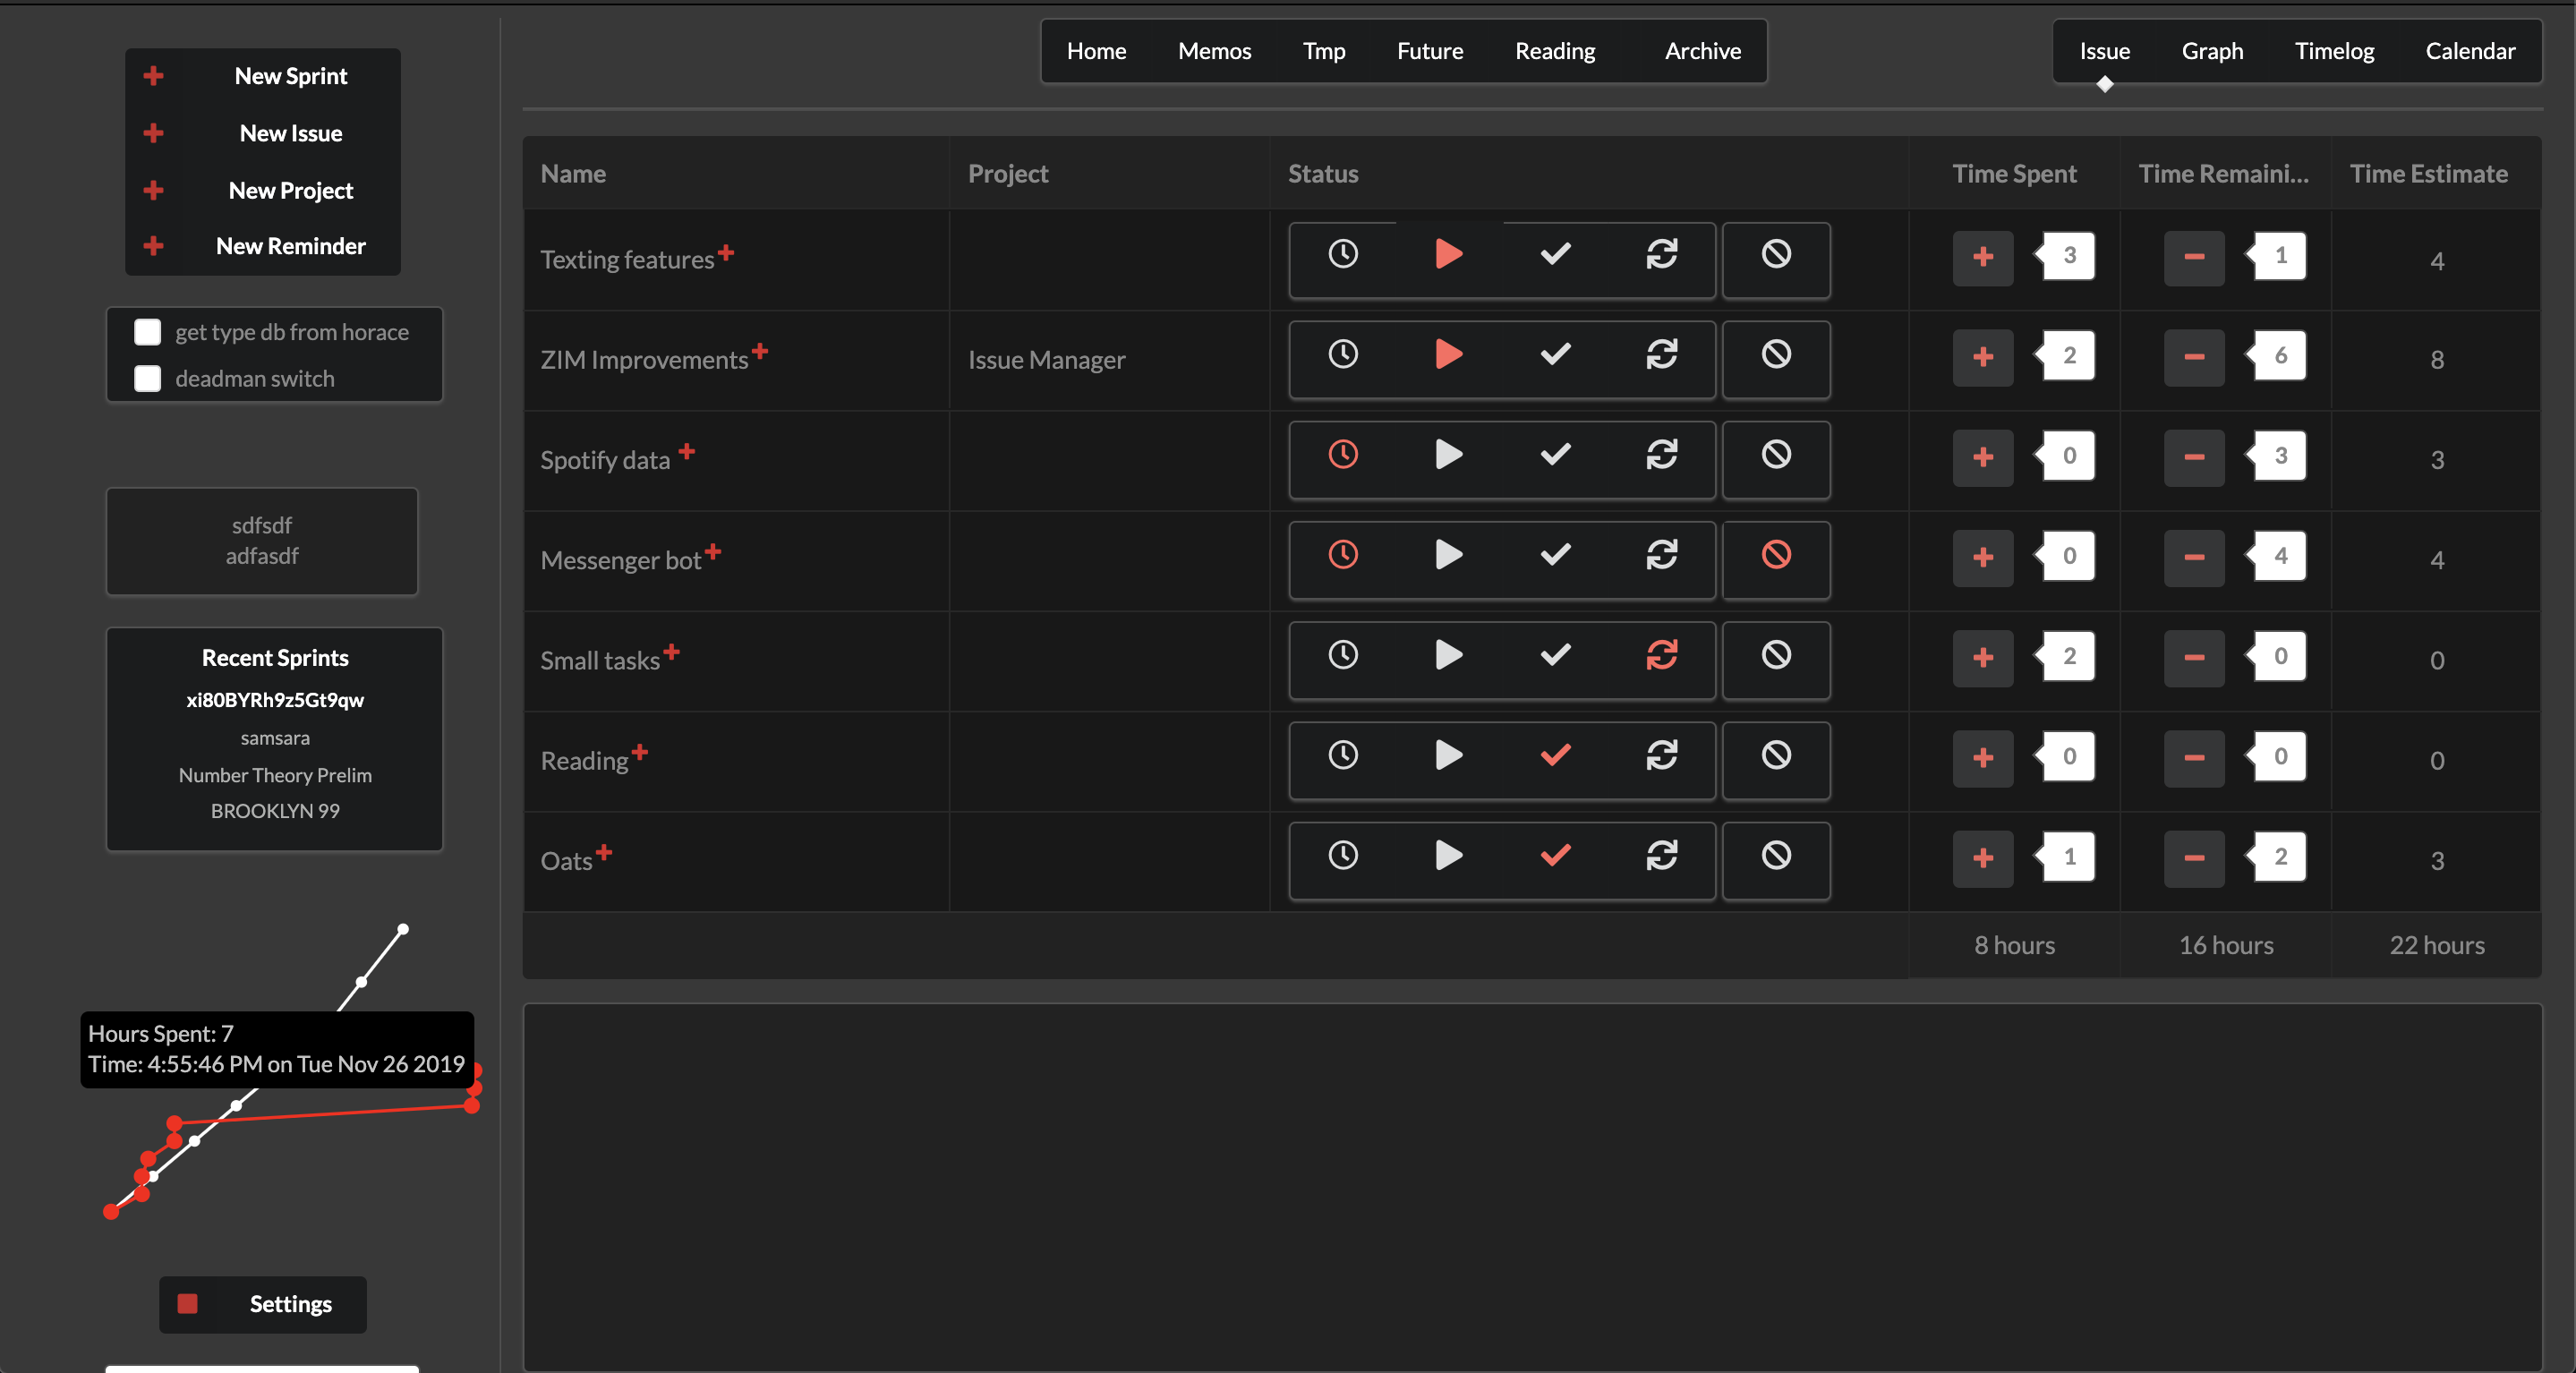 New Sprint
New Issue
New Project
New Reminder
get type db from horace
deadman switch
sdfsdf
adfasdf
Recent Sprints
xi80BYRh9z5Gt9qw
samsara
Number Theory Prelim
BROOKLYN 99
Hours Spent: 7
Time: 4:55:46 PM on Tue Nov 26 2019
Settings
Home Memos Tmp Future Reading Archive
Issue Graph Timelog Calendar
Name Project Status Time Spent Time Remaini... Time Estimate
Texting features 3 1 4
ZIM Improvements Issue Manager 2 6 8
Spotify data 0 3 3
Messenger bot 0 4 4
Small tasks 2 0 0
Reading 0 0 0
Oats 1 2 3
8 hours 16 hours 22 hours